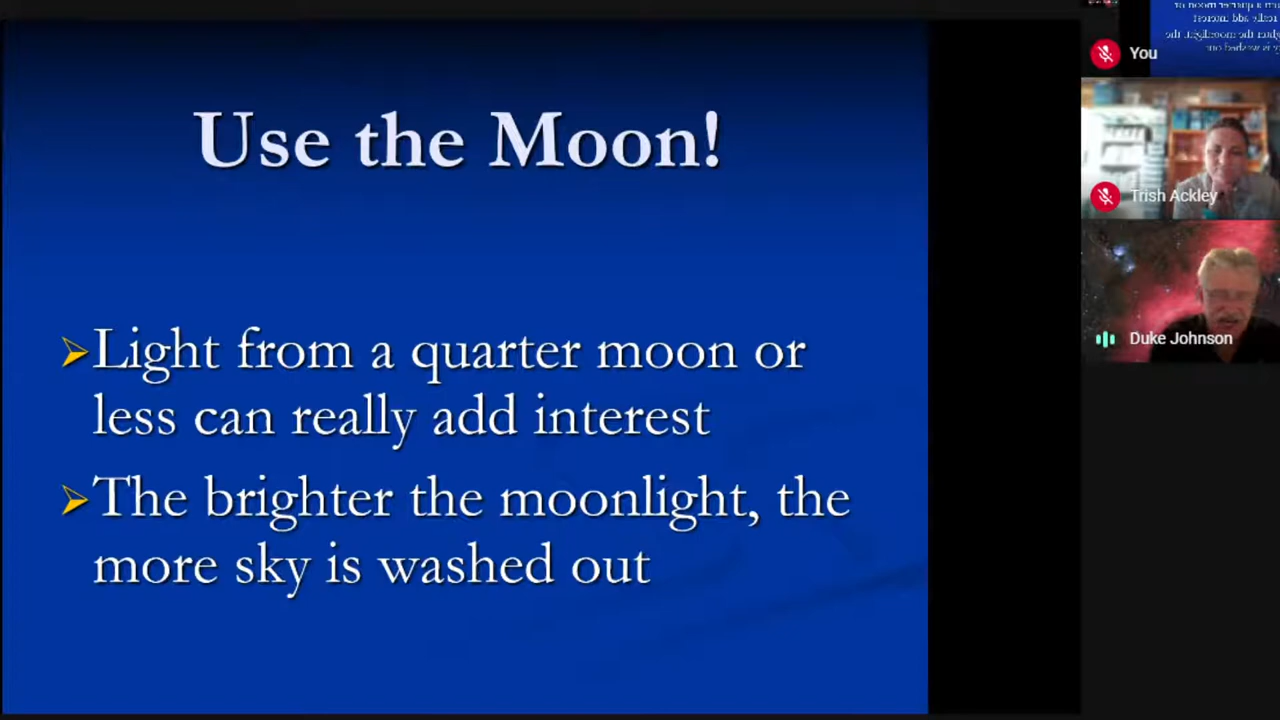 Use the Moon!
Light from a quarter moon or
less can really add interest
The brighter the moonlight, the
more sky is washed out
You
Trish Ackley
Duke Johnson